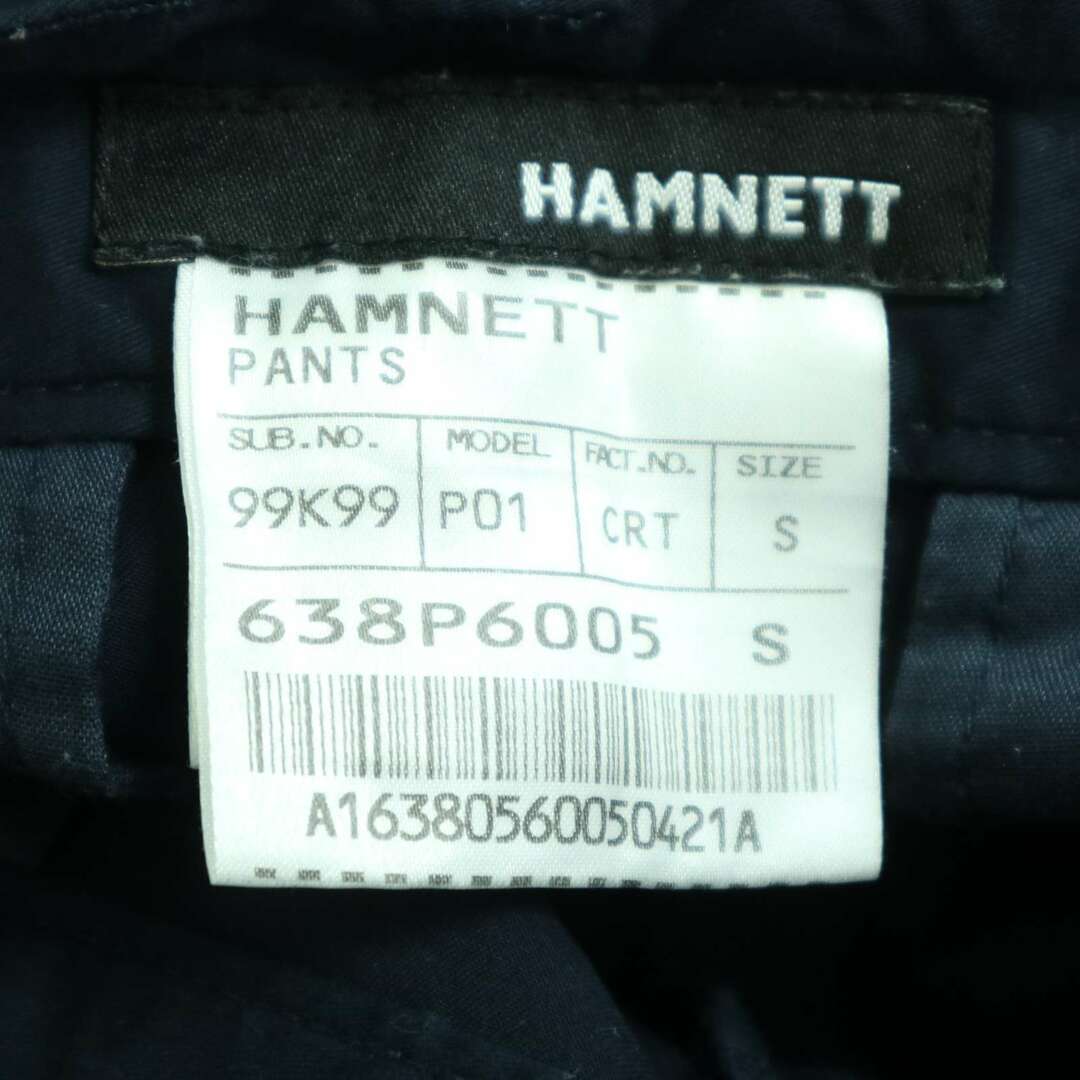 HAMNETT
HAMNETT
PANTS
SUB.NO. MODEL FACT.NO. SIZE
99K99 P01 CRT S
638P6005 S
A16380560050421A